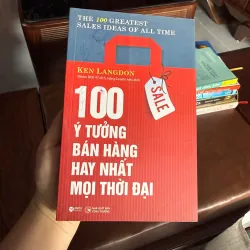 THE 100 GREATEST
SALES IDEAS OF ALL TIME
KEN LANGDON
SALE
100
Ý TƯỞNG
BÁN HÀNG
HAY NHẤT
MỌI THỜI ĐẠI